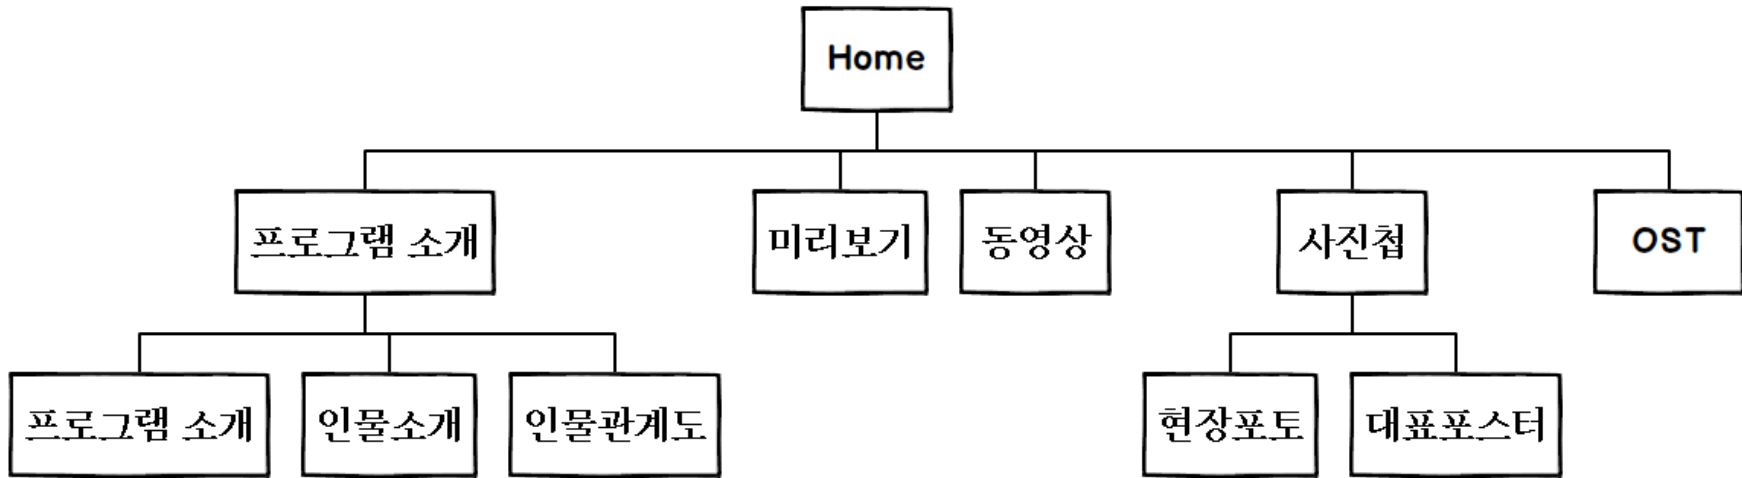 Home
프로그램 소개
미리보기
동영상
사진첩
OST
프로그램 소개
인물소개
인물관계도
현장포토
대표포스터